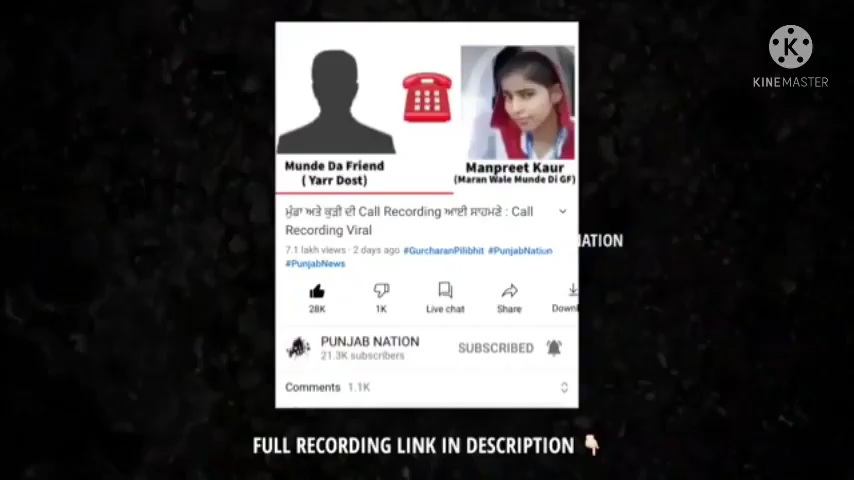 KINEMASTER
Munde Da Friend
( Yarr Dost)
Manpreet Kaur
(Maran Wale Munde Di GF)
ਮੁੰਡਾ ਅਤੇ ਕੁੜੀ ਦੀ Call Recording ਆਈ ਸਾਹਮਣੇ : Call
Recording Viral
7.1 lakh views · 2 days ago #GurcharanPilibhit #PunjabNation
#PunjabNews
NATION
28K
1K
Live chat
Share
Downl
PUNJAB NATION
21.3K subscribers
SUBSCRIBED
Comments 1.1K
FULL RECORDING LINK IN DESCRIPTION 👇🏻